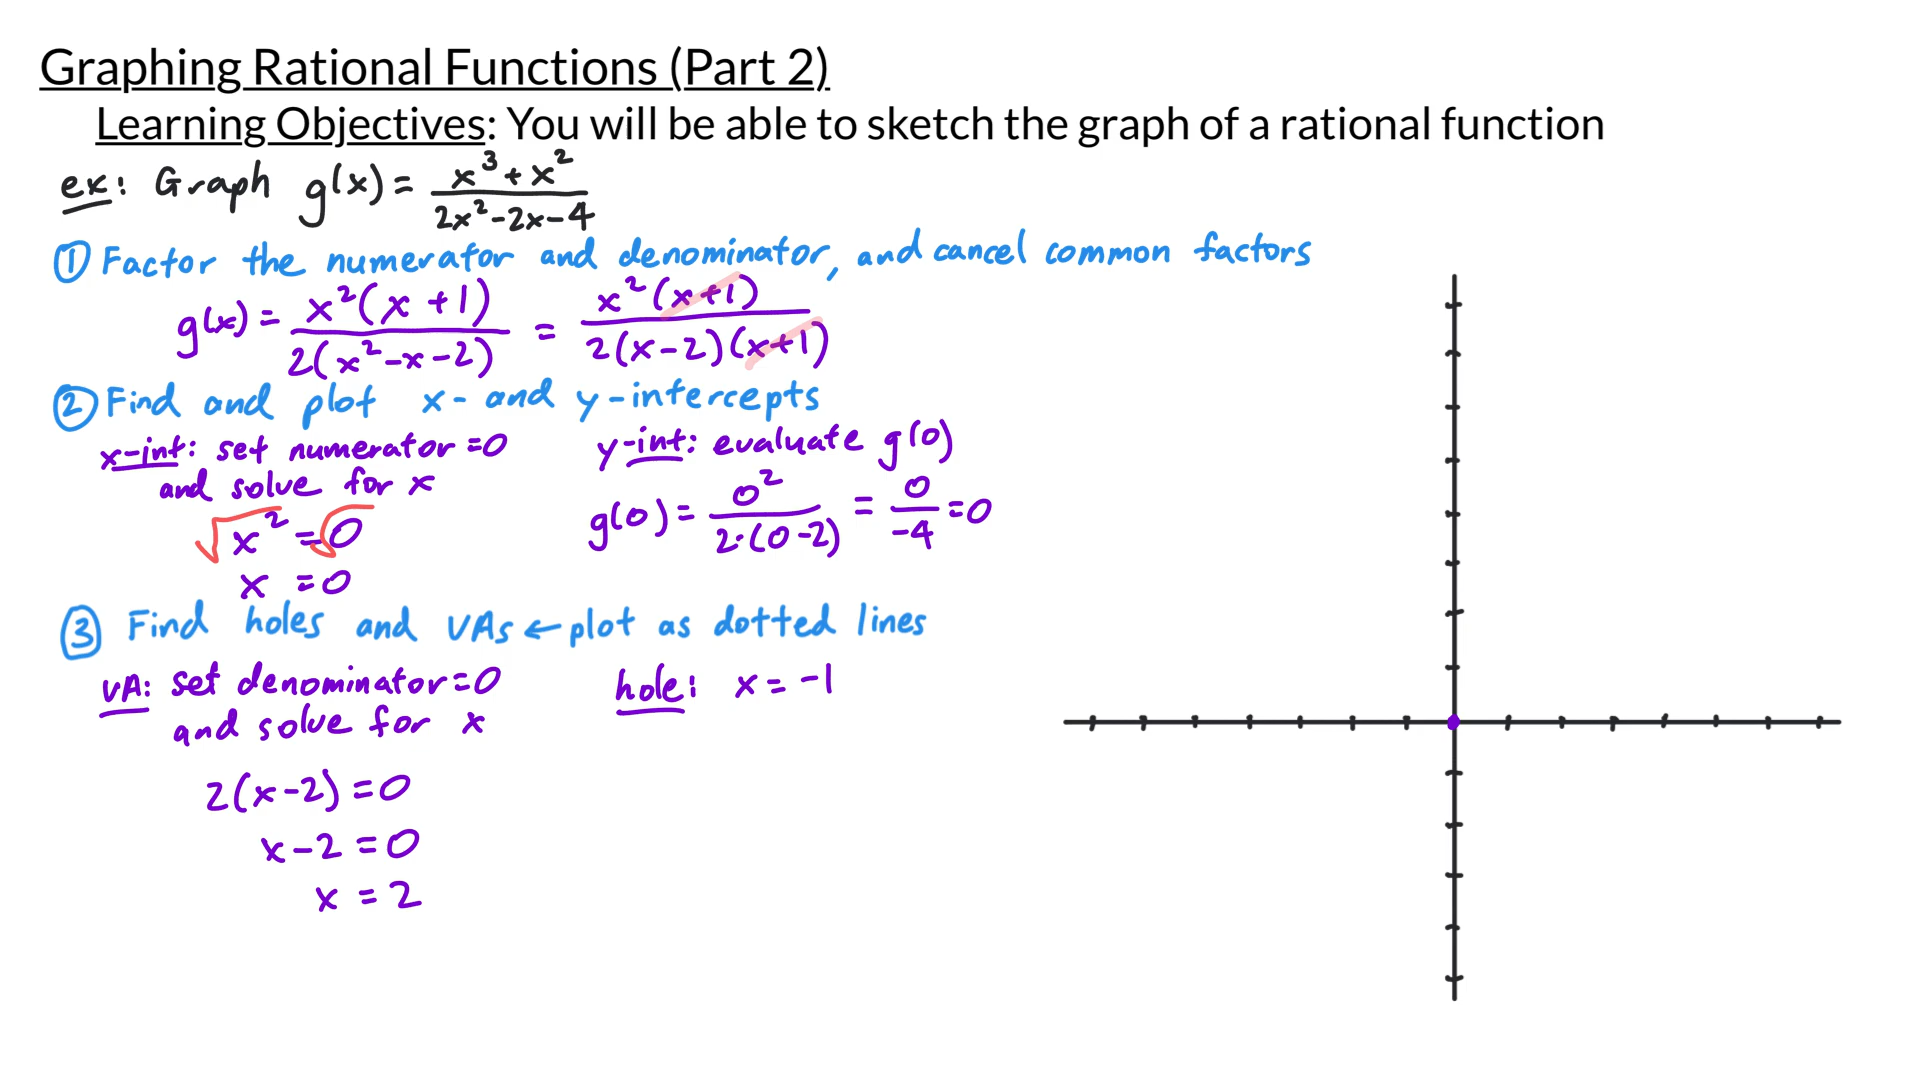 Graphing Rational Functions (Part 2)
Learning Objectives: You will be able to sketch the graph of a rational function
ex: Graph g(x) = (x³+x²)/(2x²-2x-4)
① Factor the numerator and denominator, and cancel common factors
g(x) = x²(x+1)/2(x²-x-2) = x²(x+1)/2(x-2)(x+1)
② Find and plot x- and y-intercepts
x-int: set numerator =0
and solve for x
√x² = √0
x = 0
y-int: evaluate g(0)
g(0) = 0²/2·(0-2) = 0/-4 = 0
③ Find holes and VAs ← plot as dotted lines
VA: set denominator = 0
and solve for x
2(x-2) = 0
x-2 = 0
x = 2
hole: x = -1